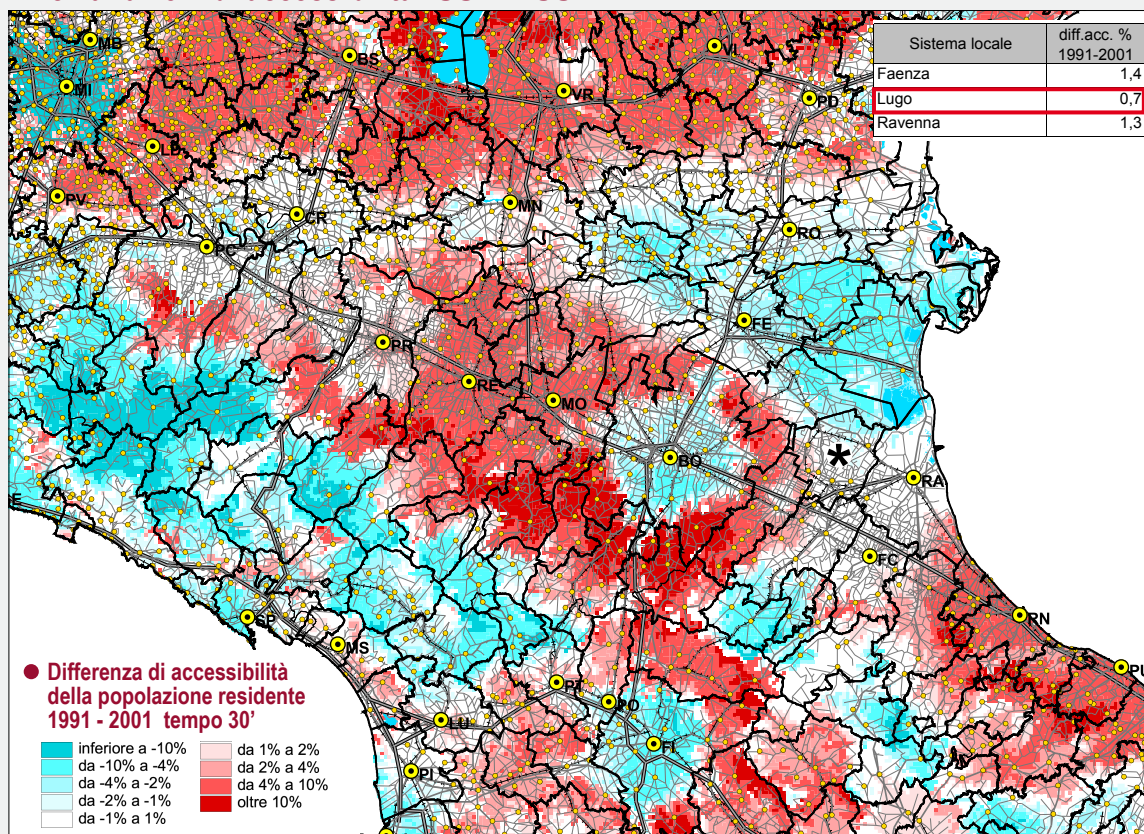 Sistema locale
diff.acc. %
1991-2001
Faenza 1,4
Lugo 0,7
Ravenna 1,3
MB
BS
VI
MI
VR
PD
LO
PV
CR
MN
RO
PC
FE
PR
RE
MO
BO
*
RA
FC
SP
MS
RN
PU
PT
PO
LU
FI
PI
● Differenza di accessibilità
della popolazione residente
1991 - 2001 tempo 30’
inferiore a -10%
da -10% a -4%
da -4% a -2%
da -2% a -1%
da -1% a 1%
da 1% a 2%
da 2% a 4%
da 4% a 10%
oltre 10%